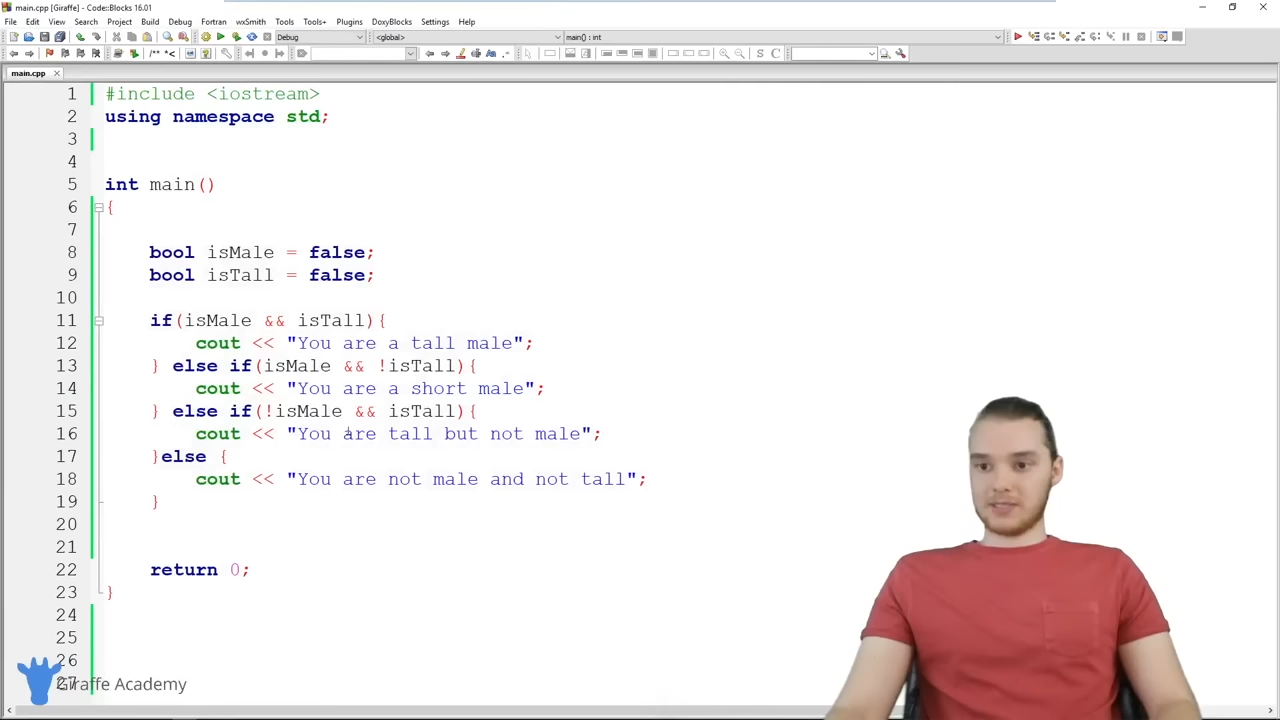 main.cpp [Giraffe] - Code::Blocks 16.01
File Edit View Search Project Build Debug Fortran wxSmith Tools Tools+ Plugins DoxyBlocks Settings Help
Debug <global> main() : int
main.cpp
1 #include <iostream>
2 using namespace std;
3
4
5 int main()
6 {
7
8 bool isMale = false;
9 bool isTall = false;
10
11 if(isMale && isTall){
12 cout << "You are a tall male";
13 } else if(isMale && !isTall){
14 cout << "You are a short male";
15 } else if(!isMale && isTall){
16 cout << "You are tall but not male";
17 }else {
18 cout << "You are not male and not tall";
19 }
20
21
22 return 0;
23 }
24
25
26
27
Giraffe Academy